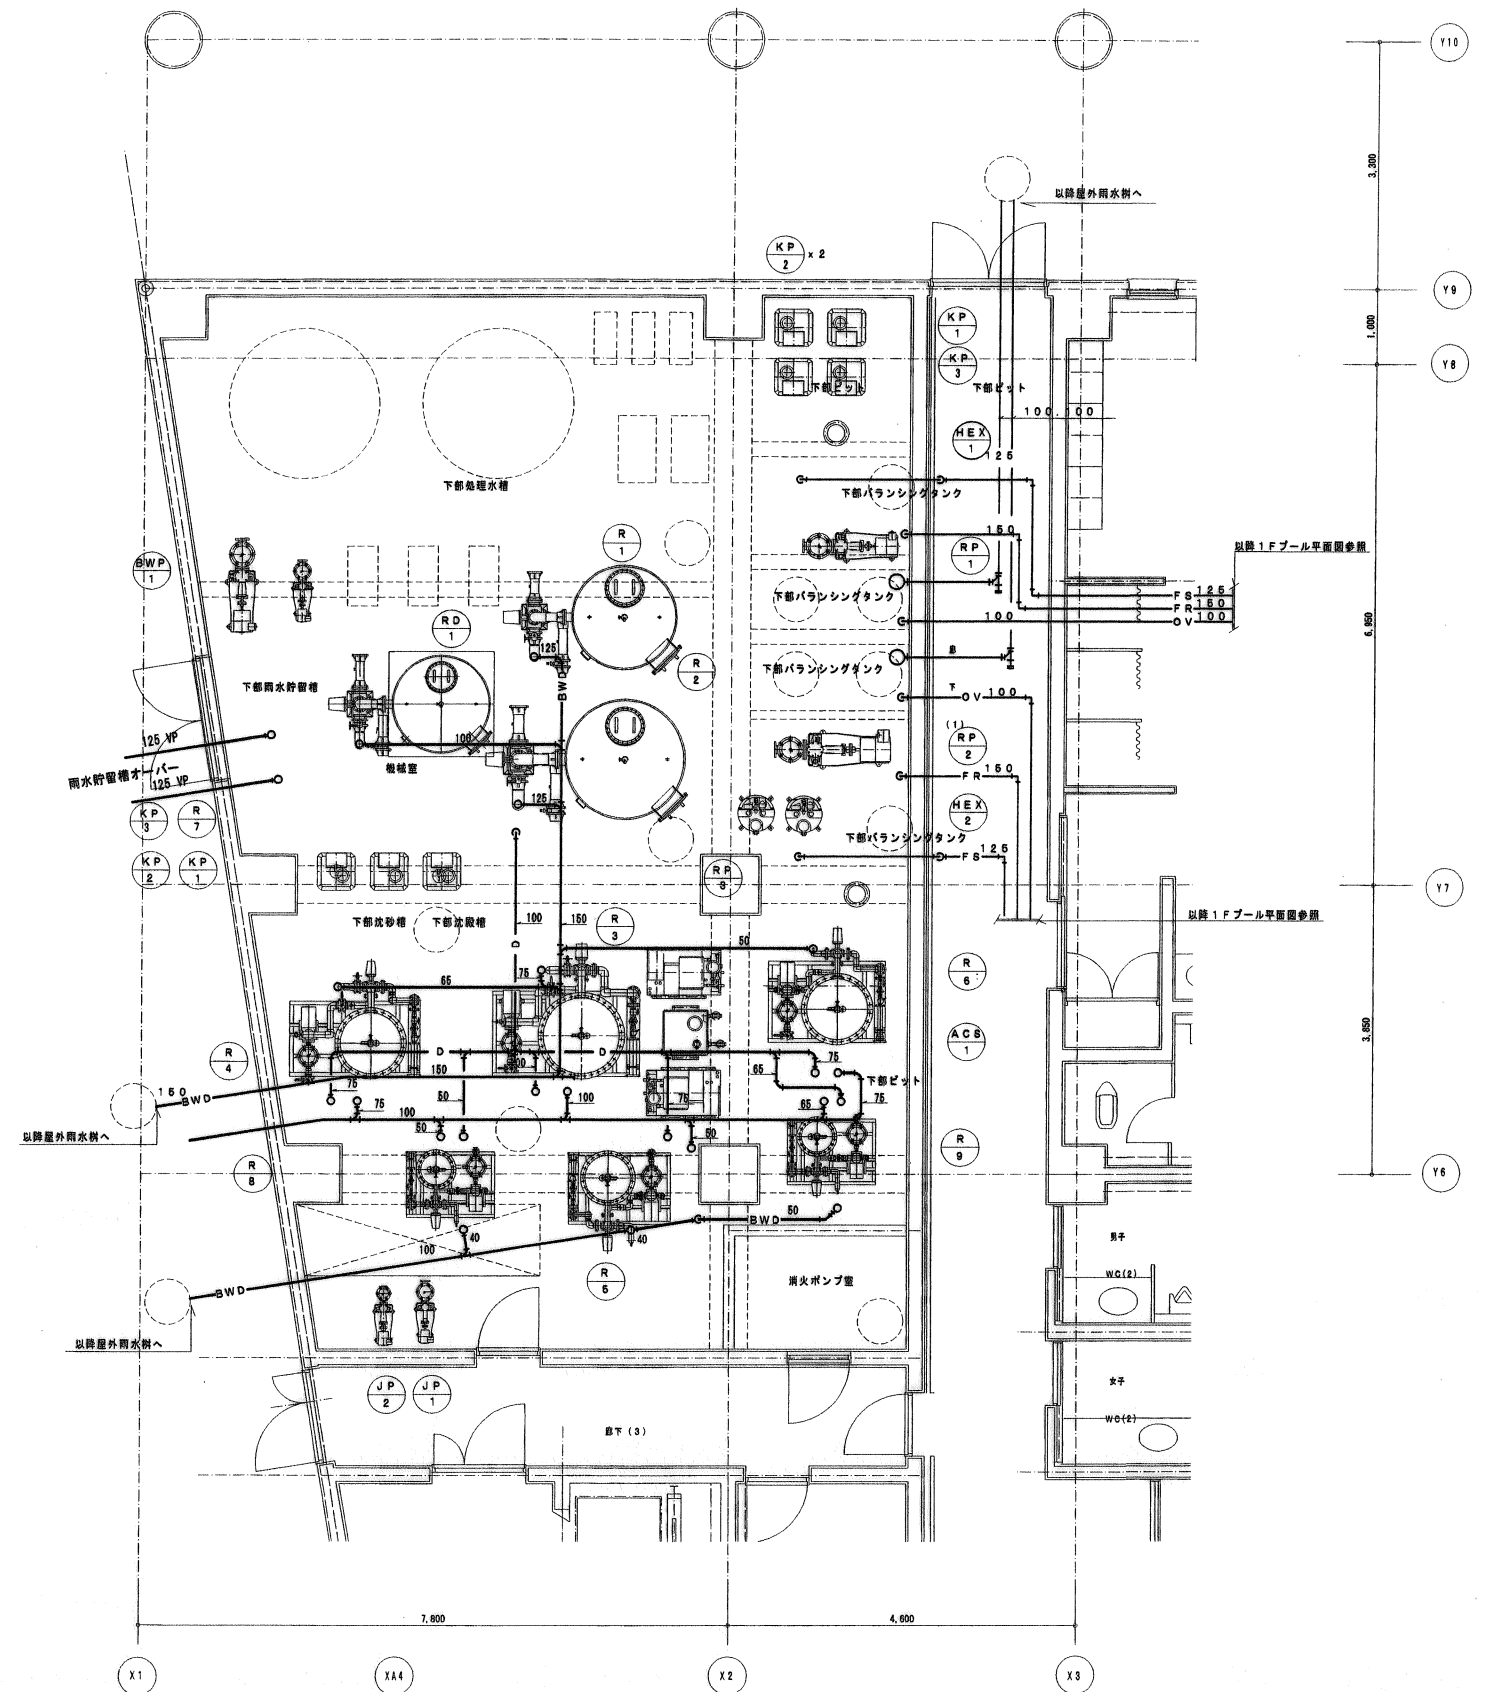 Y10
3,300
以降屋外雨水桝へ
KP
2
x 2
Y9
KP
1
1,000
KP
3
Y8
下部ピット
下部ピット
100.100
HEX
1
125
下部処理水槽
下部バランシングタンク
R
1
150
以降1Fプール平面図参照
BWP
1
RP
1
下部バランシングタンク
FS 125
FR 150
100
OV 100
RD
1
6,950
125
下部バランシングタンク
R
2
BWD
下部雨水貯留槽
OV 100
125 VP
100
(1)
RP
2
雨水貯留槽オーバー
機械室
FR 150
125 VP
125
HEX
2
KP
3
R
7
下部バランシングタンク
FS 125
KP
2
KP
1
RP
3
Y7
下部沈砂槽
下部沈殿槽
100
150
R
3
以降1Fプール平面図参照
D
50
65
75
R
6
3,850
ACS
1
R
4
D
100
D
75
150
65
下部ピット
150
BWD
75
75
50
100
75
65
75
100
50
50
以降屋外雨水桝へ
R
8
R
9
Y6
50
BWD
40
40
100
男子
BWD
R
5
消火ポンプ室
WC(2)
以降屋外雨水桝へ
JP
2
JP
1
女子
廊下(3)
WC(2)
7,800
4,600
X1
XA4
X2
X3